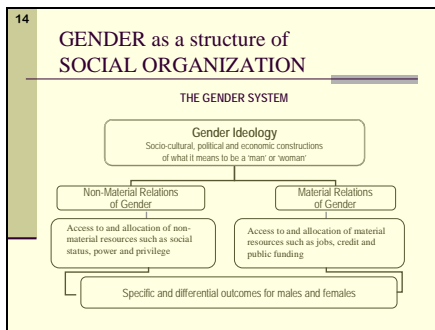 14
GENDER as a structure of
SOCIAL ORGANIZATION
THE GENDER SYSTEM
Gender Ideology
Socio-cultural, political and economic constructions
of what it means to be a 'man' or 'woman'
Non-Material Relations
of Gender
Material Relations
of Gender
Access to and allocation of non-
material resources such as social
status, power and privilege
Access to and allocation of material
resources such as jobs, credit and
public funding
Specific and differential outcomes for males and females